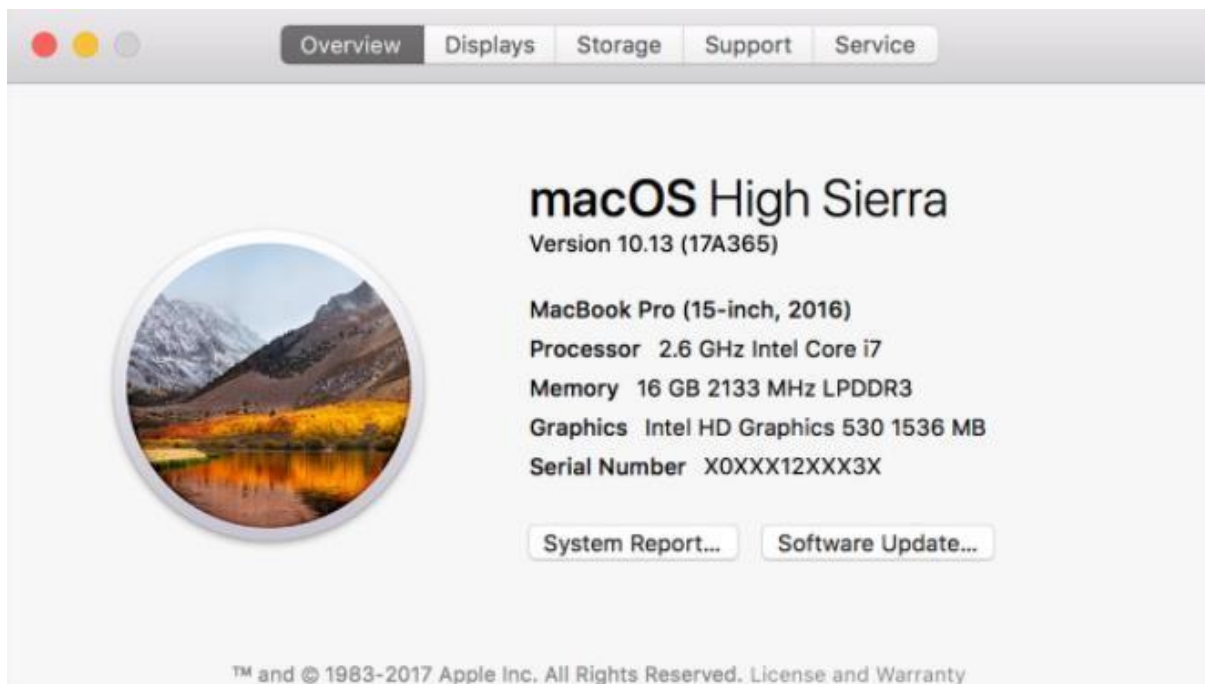 Overview Displays Storage Support Service
macOS High Sierra
Version 10.13 (17A365)
MacBook Pro (15-inch, 2016)
Processor 2.6 GHz Intel Core i7
Memory 16 GB 2133 MHz LPDDR3
Graphics Intel HD Graphics 530 1536 MB
Serial Number X0XXX12XXX3X
System Report... Software Update...
™ and © 1983-2017 Apple Inc. All Rights Reserved. License and Warranty